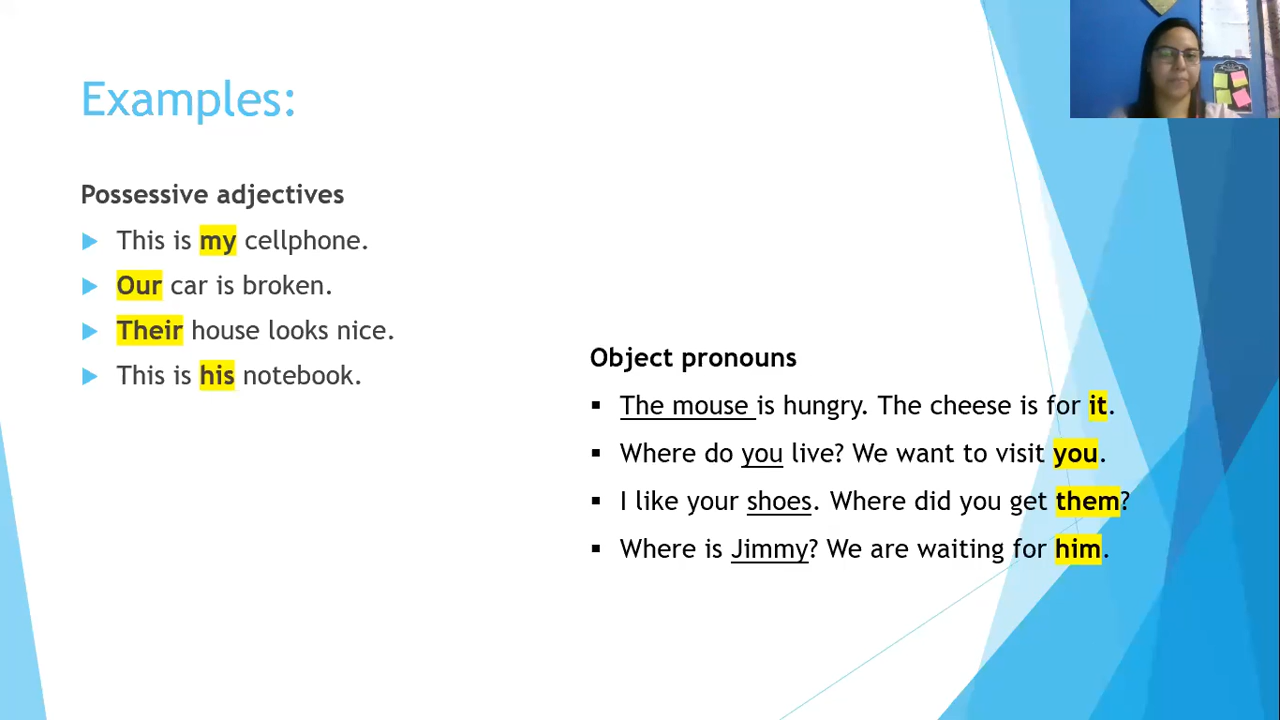 Examples:
Possessive adjectives
This is my cellphone.
Our car is broken.
Their house looks nice.
This is his notebook.
Object pronouns
The mouse is hungry. The cheese is for it.
Where do you live? We want to visit you.
I like your shoes. Where did you get them?
Where is Jimmy? We are waiting for him.